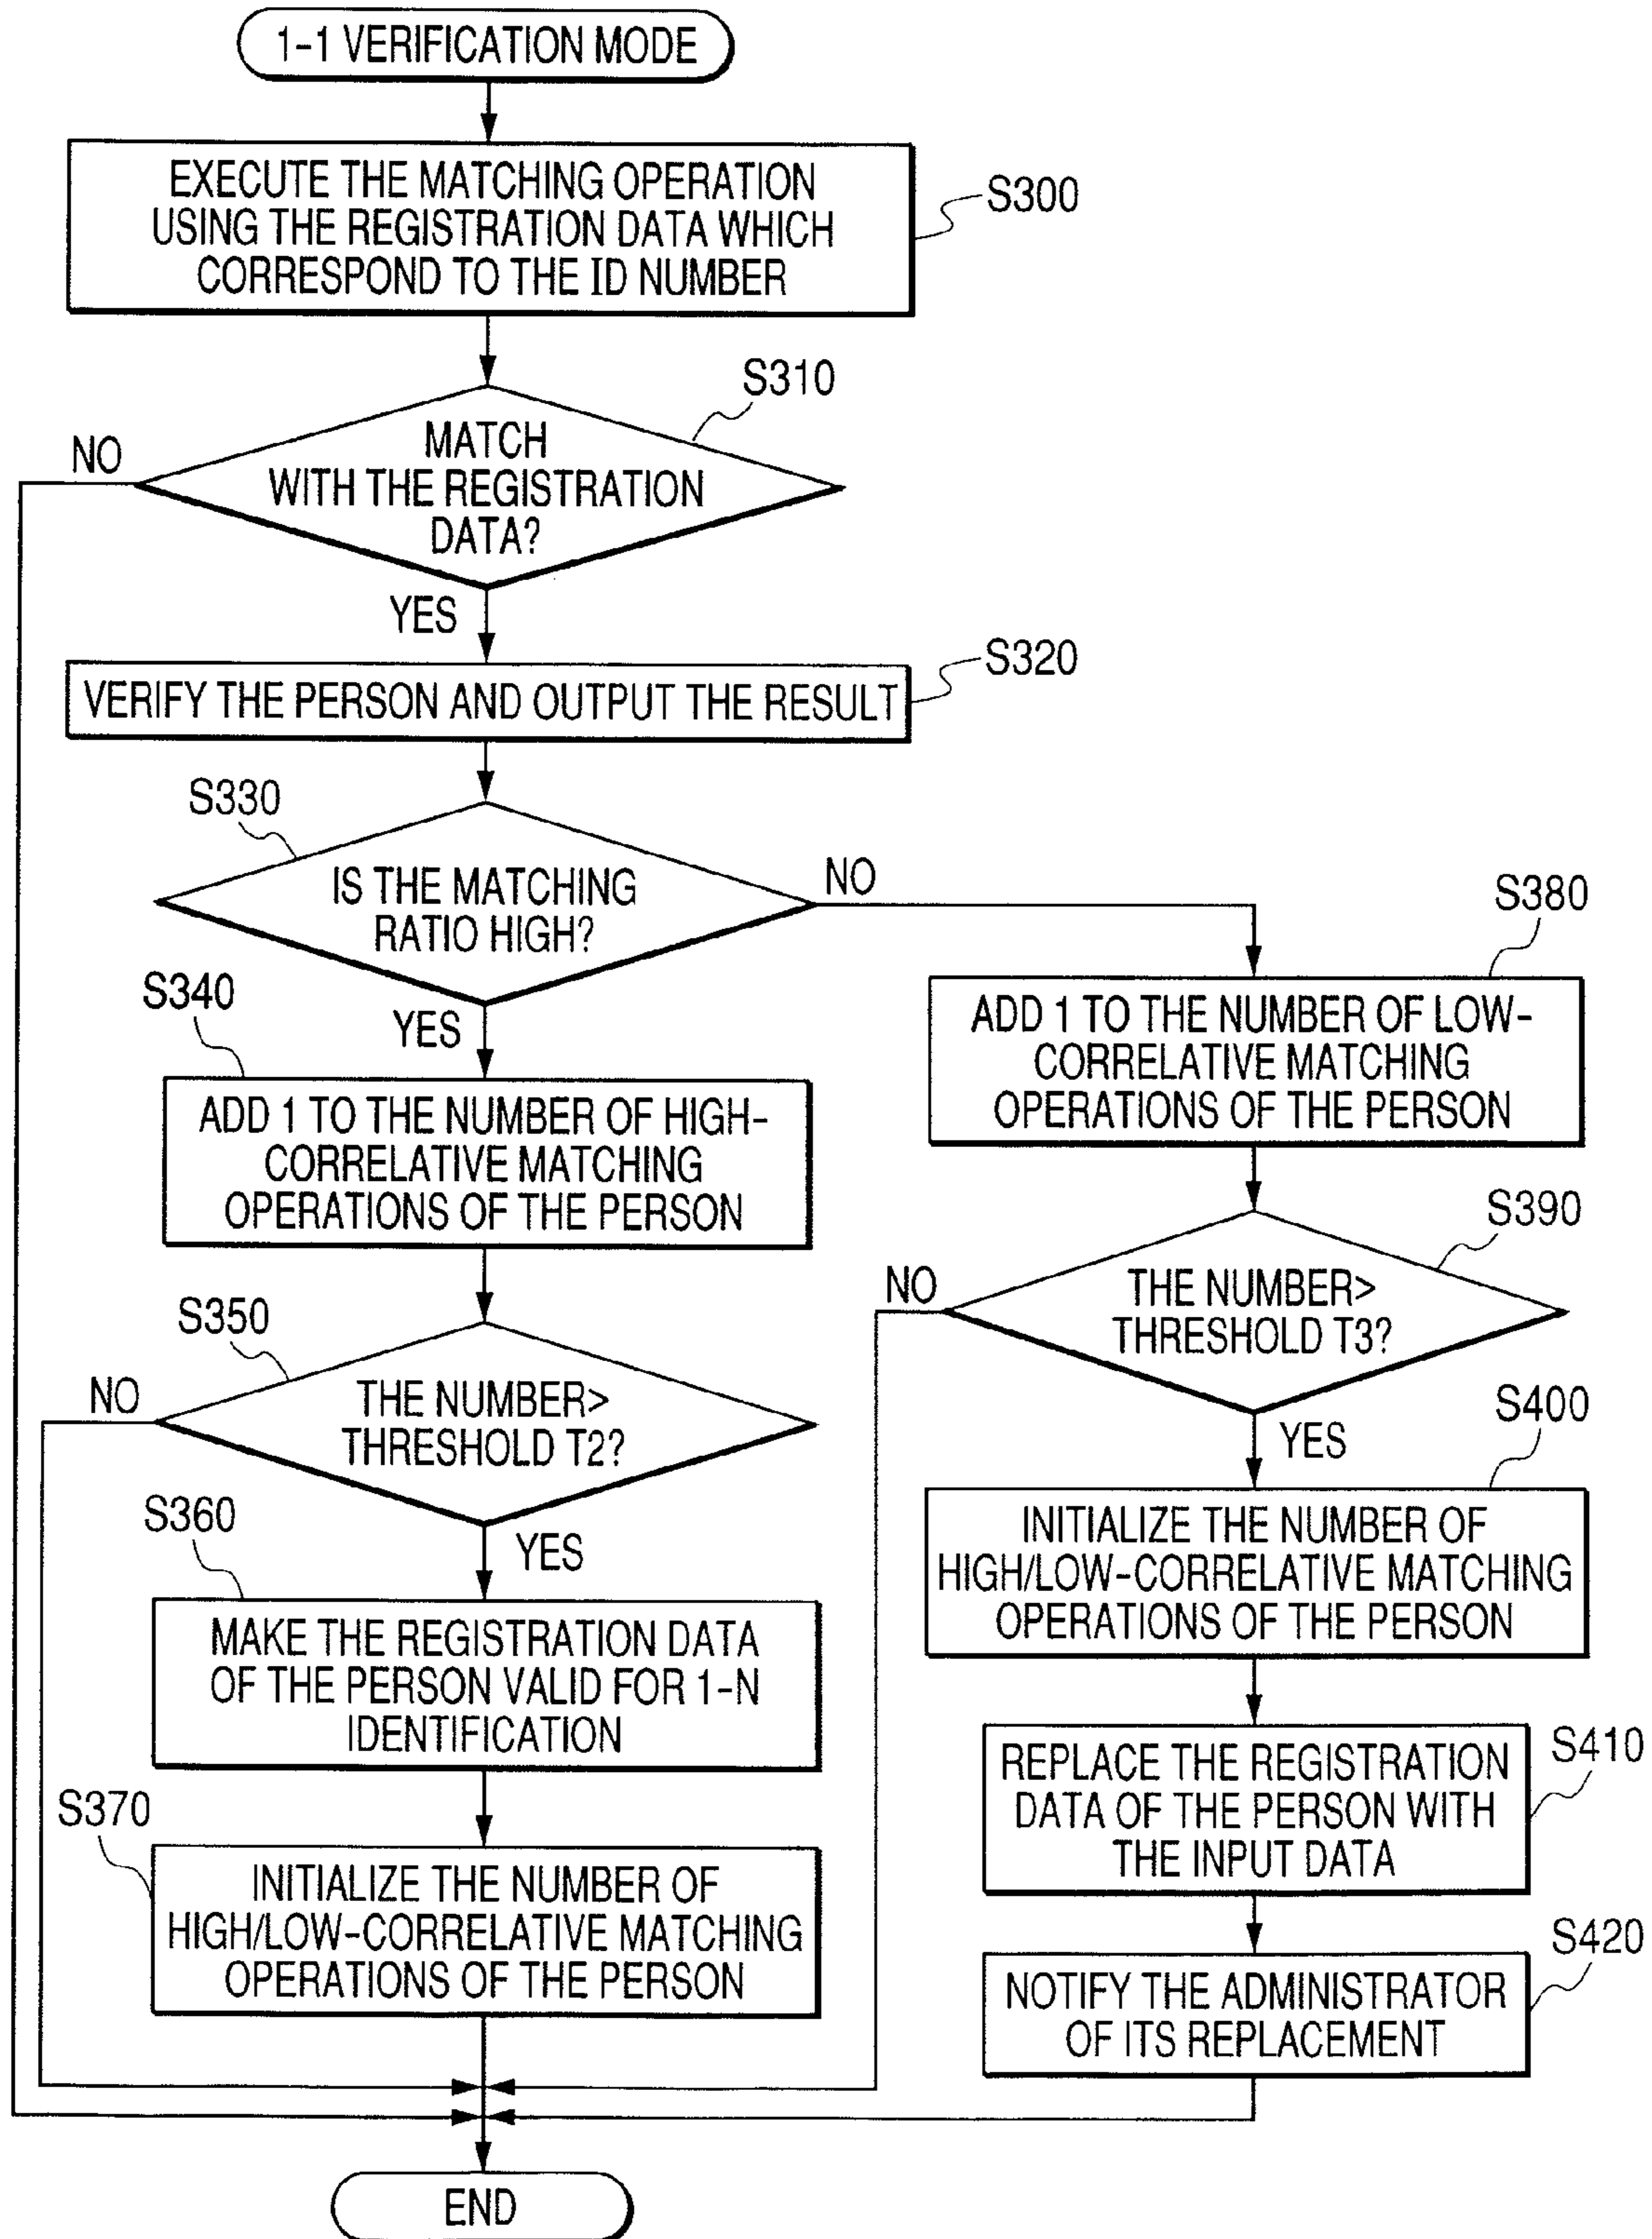 1-1 VERIFICATION MODE
EXECUTE THE MATCHING OPERATION
USING THE REGISTRATION DATA WHICH
CORRESPOND TO THE ID NUMBER
S300
S310
MATCH
WITH THE REGISTRATION
DATA?
NO
YES
VERIFY THE PERSON AND OUTPUT THE RESULT
S320
S330
IS THE MATCHING
RATIO HIGH?
NO
YES
S340
ADD 1 TO THE NUMBER OF HIGH-
CORRELATIVE MATCHING
OPERATIONS OF THE PERSON
S350
THE NUMBER>
THRESHOLD T2?
NO
YES
S360
MAKE THE REGISTRATION DATA
OF THE PERSON VALID FOR 1-N
IDENTIFICATION
S370
INITIALIZE THE NUMBER OF
HIGH/LOW-CORRELATIVE MATCHING
OPERATIONS OF THE PERSON
S380
ADD 1 TO THE NUMBER OF LOW-
CORRELATIVE MATCHING
OPERATIONS OF THE PERSON
S390
THE NUMBER>
THRESHOLD T3?
NO
YES
S400
INITIALIZE THE NUMBER OF
HIGH/LOW-CORRELATIVE MATCHING
OPERATIONS OF THE PERSON
S410
REPLACE THE REGISTRATION
DATA OF THE PERSON WITH
THE INPUT DATA
S420
NOTIFY THE ADMINISTRATOR
OF ITS REPLACEMENT
END